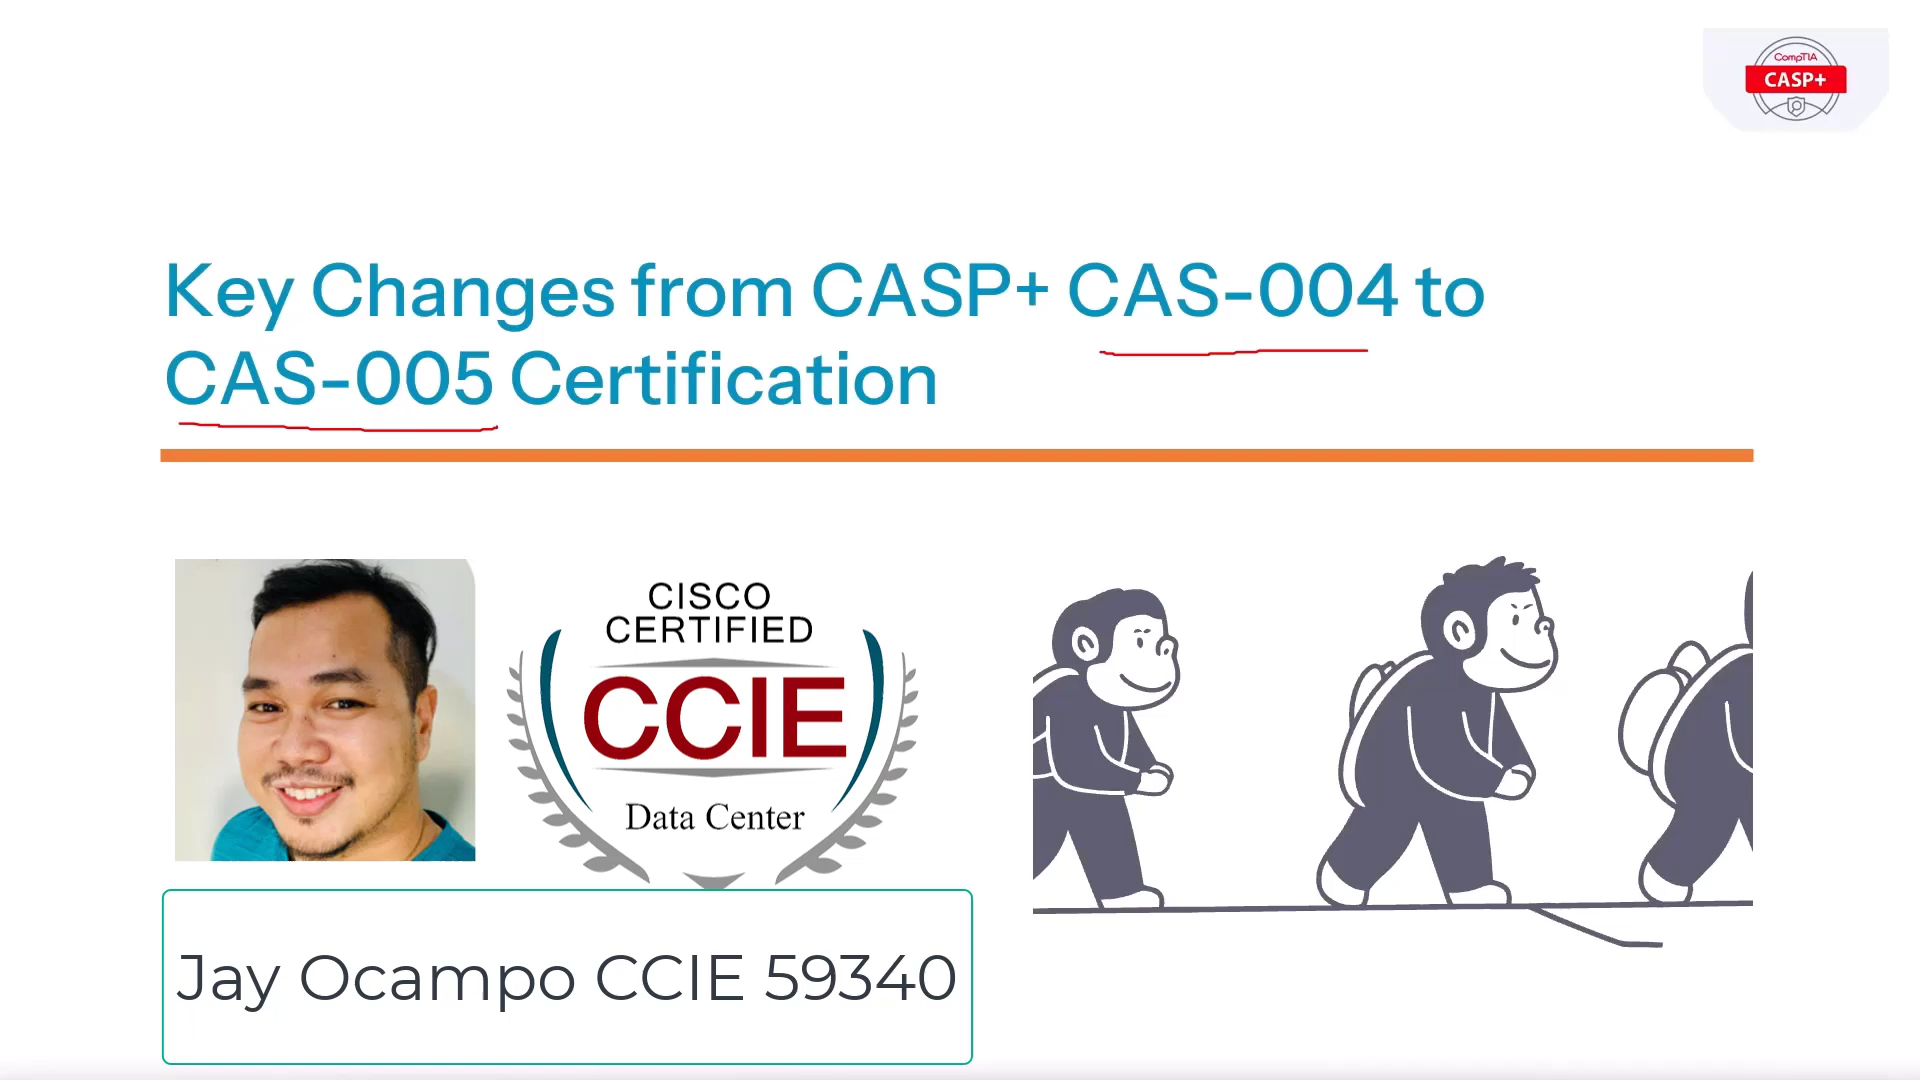 CompTIA
CASP+
Key Changes from CASP+ CAS-004 to
CAS-005 Certification
CISCO
CERTIFIED
CCIE
Data Center
Jay Ocampo CCIE 59340